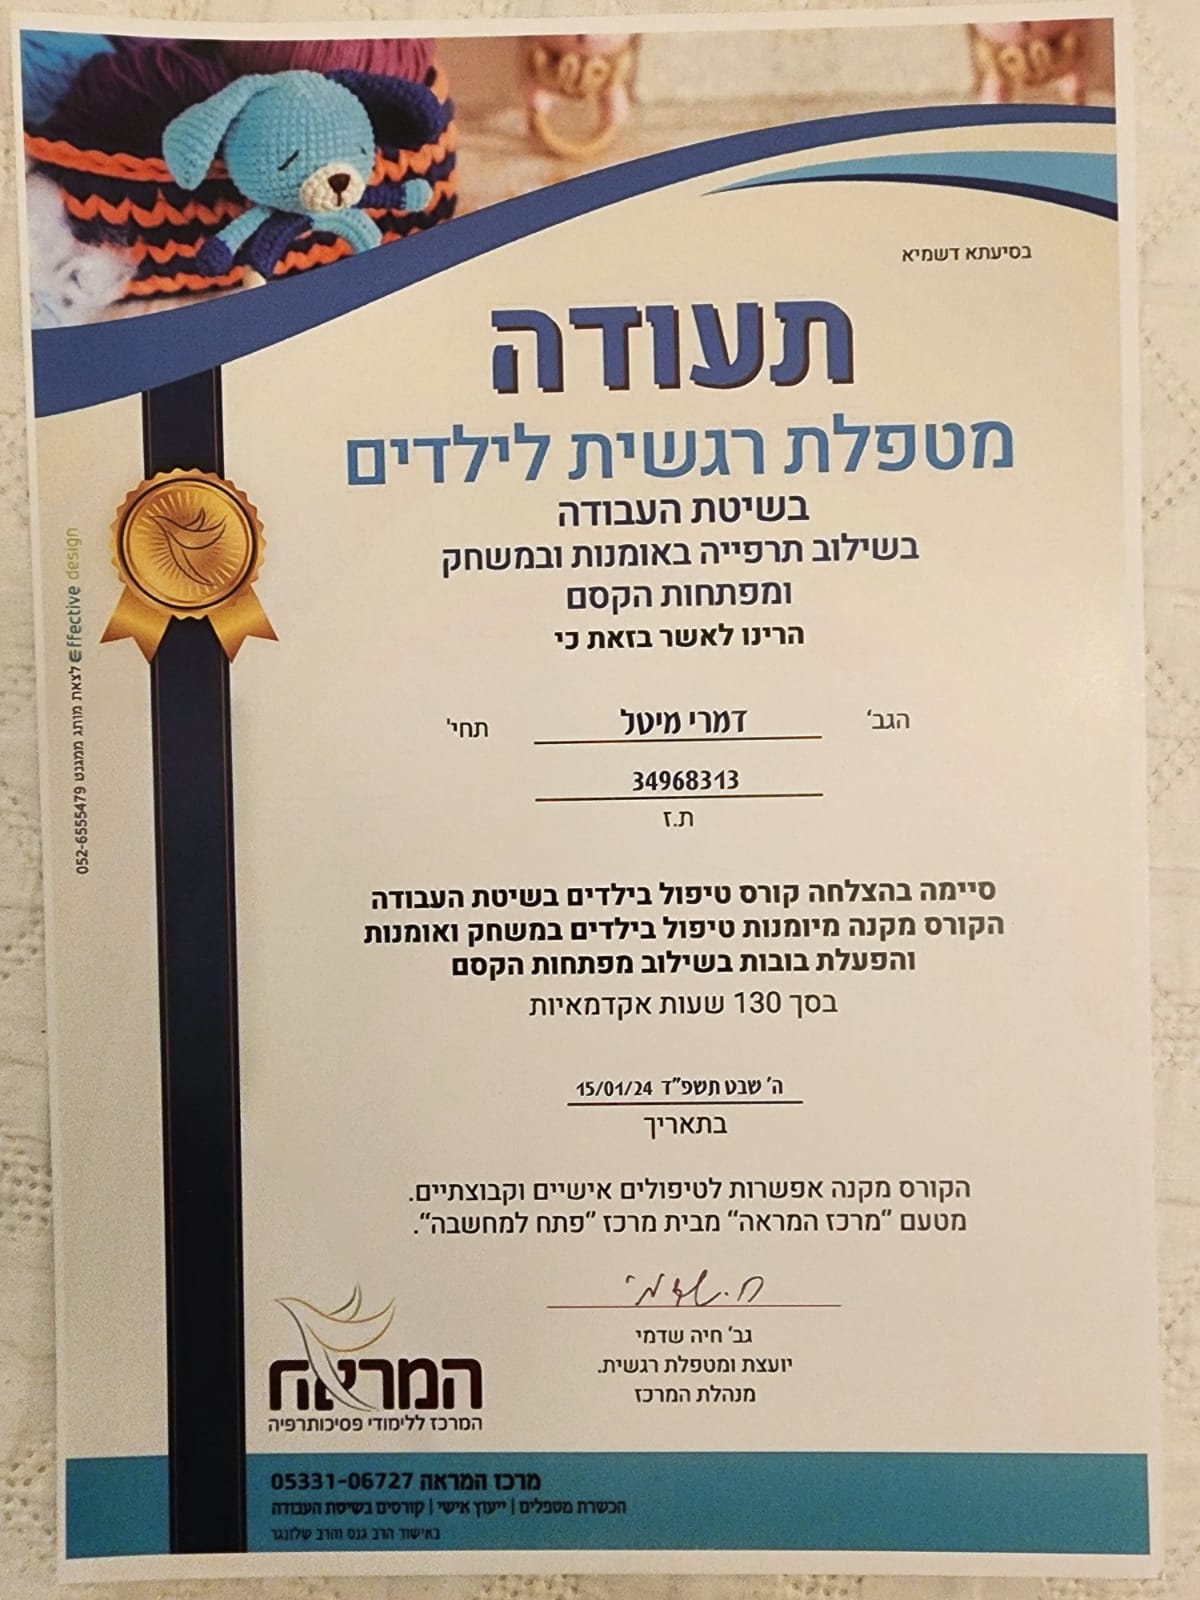 בסיעתא דשמיא
תעודה
מטפלת רגשית לילדים
בשיטת העבודה
בשילוב תרפייה באומנות ובמשחק
ומפתחות הקסם
הרינו לאשר בזאת כי
הגב' דמרי מיטל תחי'
34968313
ת.ז
סיימה בהצלחה קורס טיפול בילדים בשיטת העבודה
הקורס מקנה מיומנות טיפול בילדים במשחק ואומנות
והפעלת בובות בשילוב מפתחות הקסם
בסך 130 שעות אקדמאיות
ה' שבט תשפ"ד 15/01/24
בתאריך
הקורס מקנה אפשרות לטיפולים אישיים וקבוצתיים.
מטעם "מרכז המראה" מבית מרכז "פתח למחשבה".
ח. שדמי
גב' חיה שדמי
יועצת ומטפלת רגשית.
מנהלת המרכז
המראה
המרכז ללימודי פסיכותרפיה
מרכז המראה 05331-06727
הכשרת מטפלים | ייעוץ אישי | קורסים בשיטת העבודה
באישור הרב גנס והרב שלזנגר
effective design לצאת מותג ממגנט 052-6555479